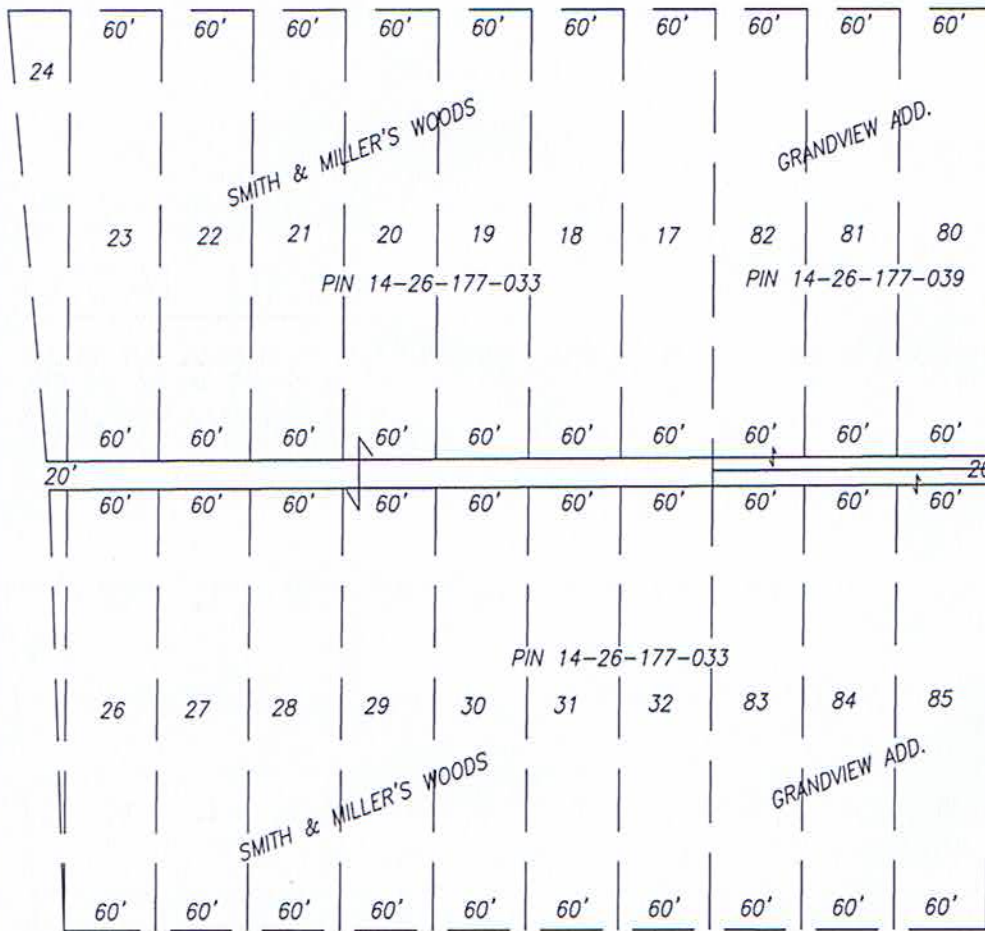 60' 60' 60' 60' 60' 60' 60' 60' 60' 60'
24
SMITH & MILLER'S WOODS
GRANDVIEW ADD.
23 22 21 20 19 18 17 82 81 80
PIN 14-26-177-033 PIN 14-26-177-039
60' 60' 60' 60' 60' 60' 60' 60' 60' 60'
20'
60' 60' 60' 60' 60' 60' 60' 60' 60' 60'
PIN 14-26-177-033
26 27 28 29 30 31 32 83 84 85
SMITH & MILLER'S WOODS
GRANDVIEW ADD.
60' 60' 60' 60' 60' 60' 60' 60' 60' 60'